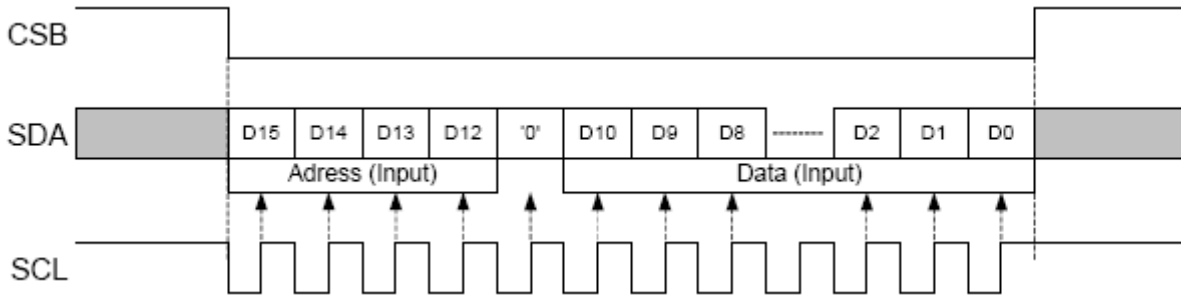 CSB
SDA D15 D14 D13 D12 '0' D10 D9 D8 -------- D2 D1 D0
Adress (Input) Data (Input)
SCL